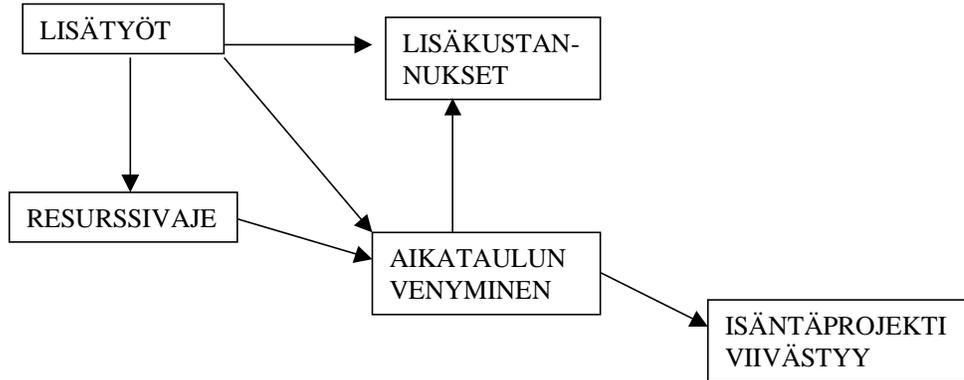 LISÄTYÖT
LISÄKUSTAN-
NUKSET
RESURSSIVAJE
AIKATAULUN
VENYMINEN
ISÄNTÄPROJEKTI
VIIVÄSTYY